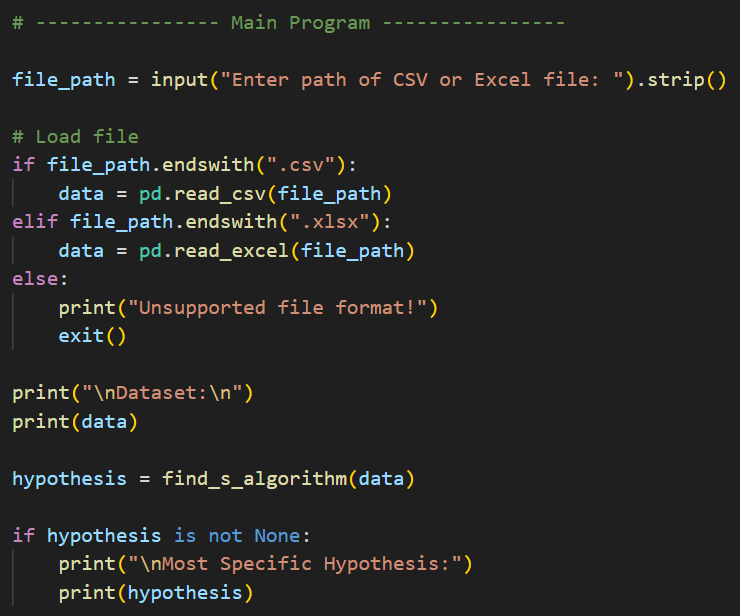 # ---------------- Main Program ----------------
file_path = input("Enter path of CSV or Excel file: ").strip()
# Load file
if file_path.endswith(".csv"):
    data = pd.read_csv(file_path)
elif file_path.endswith(".xlsx"):
    data = pd.read_excel(file_path)
else:
    print("Unsupported file format!")
    exit()
print("\nDataset:\n")
print(data)
hypothesis = find_s_algorithm(data)
if hypothesis is not None:
    print("\nMost Specific Hypothesis:")
    print(hypothesis)